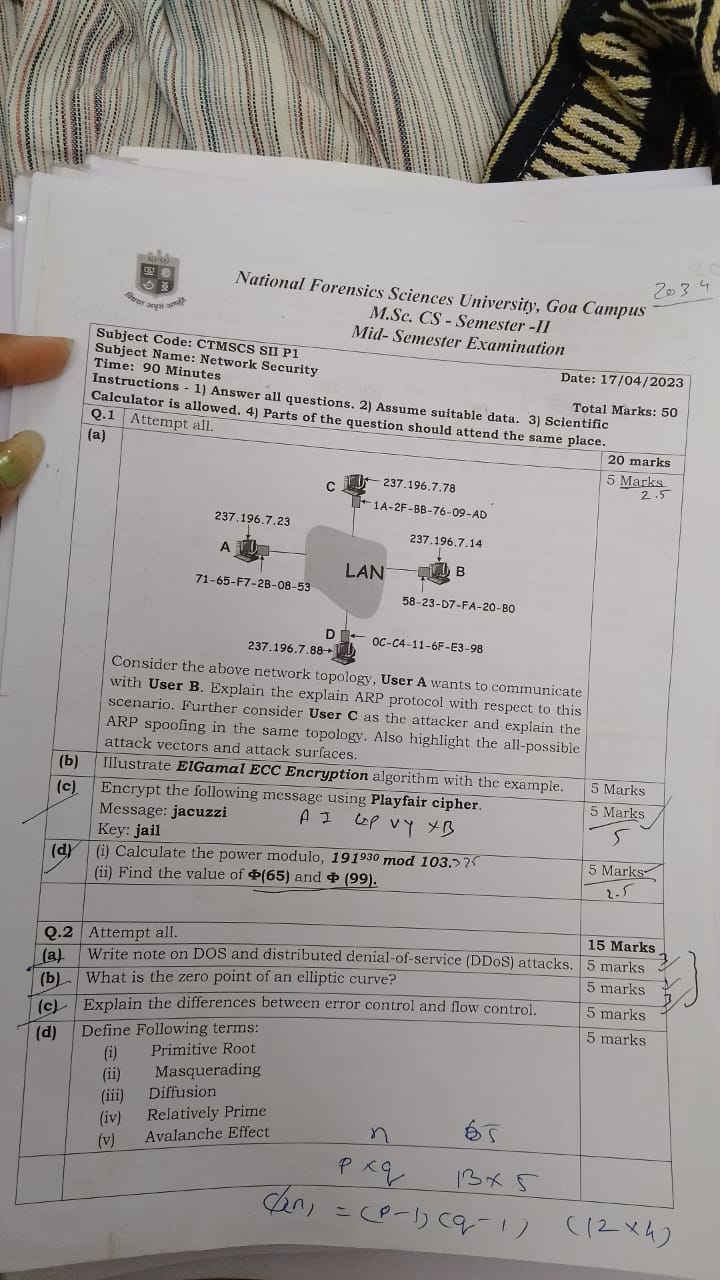 NFSU
National Forensics Sciences University, Goa Campus
2034
M.Sc. CS - Semester -II
Mid- Semester Examination
Subject Code: CTMSCS SII P1
Subject Name: Network Security
Time: 90 Minutes
Date: 17/04/2023
Total Marks: 50
Instructions - 1) Answer all questions. 2) Assume suitable data. 3) Scientific
Calculator is allowed. 4) Parts of the question should attend the same place.
Q.1 Attempt all. 20 marks
(a) 5 Marks
2.5
C 237.196.7.78
1A-2F-BB-76-09-AD
237.196.7.23
237.196.7.14
A
LAN
B
71-65-F7-2B-08-53
58-23-D7-FA-20-B0
D
0C-C4-11-6F-E3-98
237.196.7.88
Consider the above network topology, User A wants to communicate
with User B. Explain the explain ARP protocol with respect to this
scenario. Further consider User C as the attacker and explain the
ARP spoofing in the same topology. Also highlight the all-possible
attack vectors and attack surfaces.
(b) Illustrate ElGamal ECC Encryption algorithm with the example. 5 Marks
(c) Encrypt the following message using Playfair cipher. 5 Marks
Message: jacuzzi
5
Key: jail
(d) (i) Calculate the power modulo, 191^930 mod 103. 5 Marks
(ii) Find the value of Φ(65) and Φ (99).
2.5
Q.2 Attempt all. 15 Marks
(a) Write note on DOS and distributed denial-of-service (DDoS) attacks. 5 marks
(b) What is the zero point of an elliptic curve? 5 marks
(c) Explain the differences between error control and flow control. 5 marks
(d) Define Following terms: 5 marks
(i) Primitive Root
(ii) Masquerading
(iii) Diffusion
(iv) Relatively Prime
(v) Avalanche Effect
n 65
p x q 13 x 5
= (p-1) (q-1) (12 x 4)